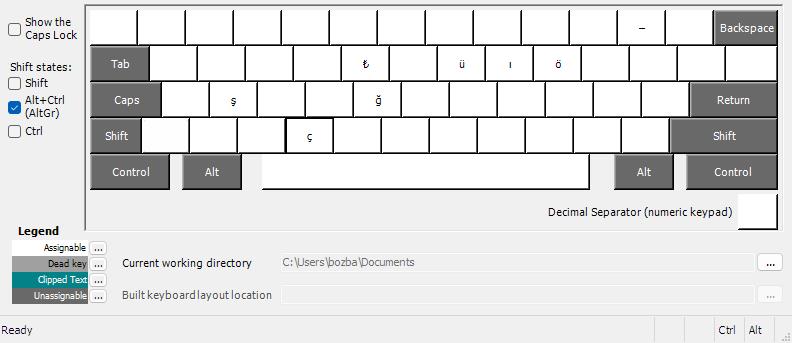 Show the
Caps Lock
Shift states:
Shift
Alt+Ctrl
(AltGr)
Ctrl
– Backspace
Tab ₺ ü ı ö
Caps ş ğ Return
Shift ç Shift
Control Alt Alt Control
Decimal Separator (numeric keypad)
Legend
Assignable ...
Dead key ...
Clipped Text ...
Unassignable ...
Current working directory C:\Users\bozba\Documents ...
Built keyboard layout location ...
Ready Ctrl Alt